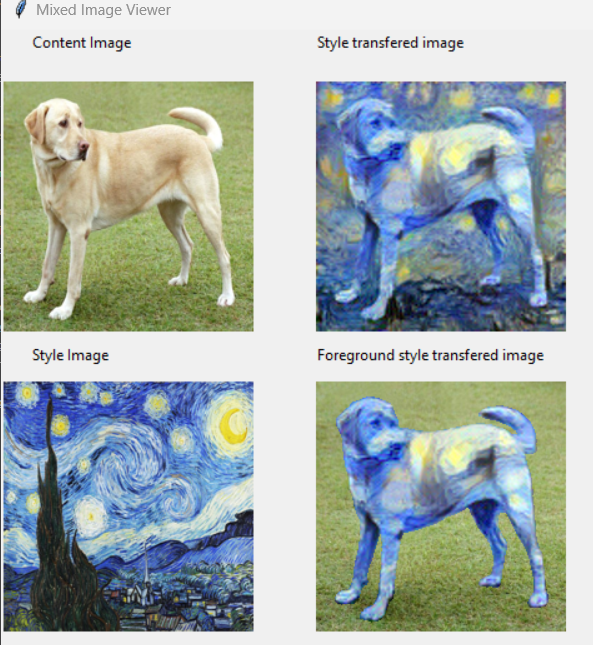 Mixed Image Viewer
Content Image
Style transfered image
Style Image
Foreground style transfered image